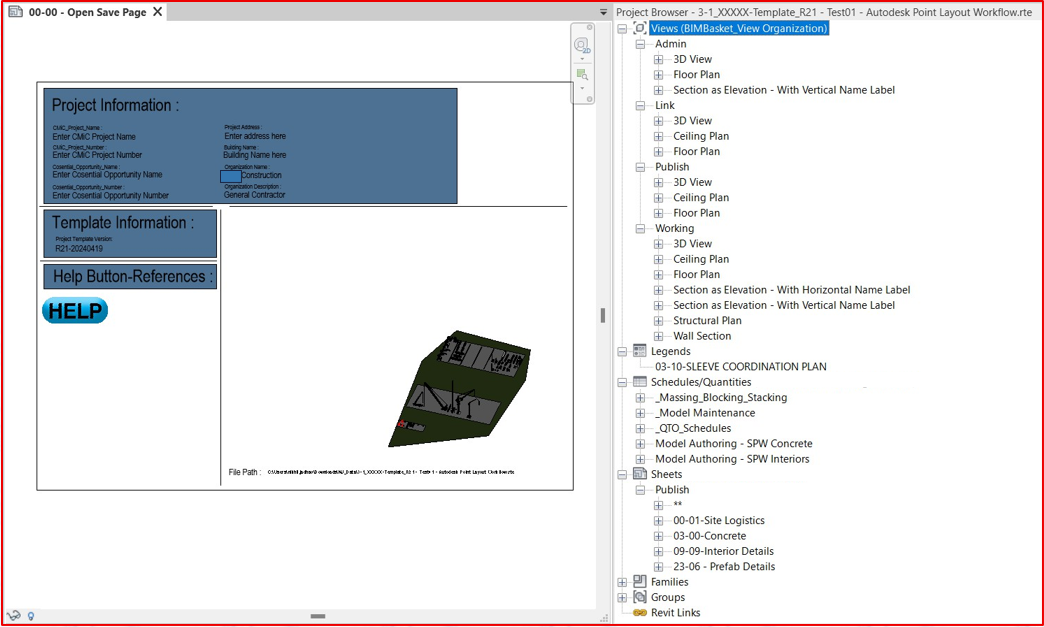 00-00 - Open Save Page
Project Information :
CMiC_Project_Name :
Enter CMiC Project Name
CMiC_Project_Number :
Enter CMiC Project Number
Cosential_Opportunity_Name :
Enter Cosential Opportunity Name
Cosential_Opportunity_Number :
Enter Cosential Opportunity Number
Project Address :
Enter address here
Building Name :
Building Name here
Organization Name :
Construction
Organization Description :
General Contractor
Template Information :
Project Template Version:
R21-20240419
Help Button-References :
HELP
File Path :
2D
Project Browser - 3-1_XXXXX-Template_R21 - Test01 - Autodesk Point Layout Workflow.rte
Views (BIMBasket_View Organization)
Admin
3D View
Floor Plan
Section as Elevation - With Vertical Name Label
Link
3D View
Ceiling Plan
Floor Plan
Publish
3D View
Ceiling Plan
Floor Plan
Working
3D View
Ceiling Plan
Floor Plan
Section as Elevation - With Horizontal Name Label
Section as Elevation - With Vertical Name Label
Structural Plan
Wall Section
Legends
03-10-SLEEVE COORDINATION PLAN
Schedules/Quantities
_Massing_Blocking_Stacking
_Model Maintenance
_QTO_Schedules
Model Authoring - SPW Concrete
Model Authoring - SPW Interiors
Sheets
Publish
**
00-01-Site Logistics
03-00-Concrete
09-09-Interior Details
23-06 - Prefab Details
Families
Groups
Revit Links